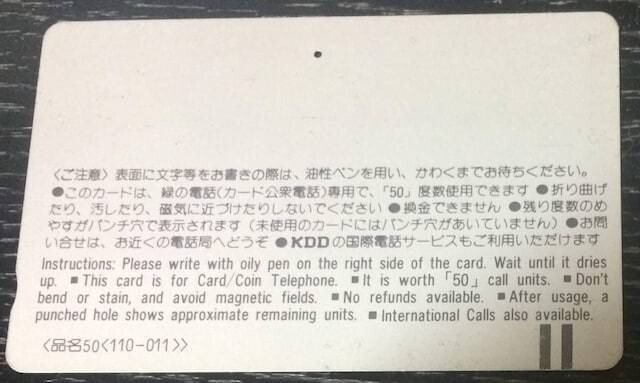 〈ご注意〉表面に文字等をお書きの際は、油性ペンを用い、かわくまでお待ちください。
●このカードは、緑の電話(カード公衆電話)専用で、｢50｣度数使用できます ●折り曲げ
たり、汚したり、磁気に近づけたりしないでください ●換金できません ●残り度数のめ
やすがパンチ穴で表示されます (未使用のカードにはパンチ穴があいていません) ●お問
い合せは、お近くの電話局へどうぞ ●KDDの国際電話サービスもご利用いただけます
Instructions: Please write with oily pen on the right side of the card. Wait until it dries
up. ■This card is for Card/Coin Telephone. ■It is worth「50」call units. ■Don't
bend or stain, and avoid magnetic fields. ■No refunds available. ■After usage, a
punched hole shows approximate remaining units. ■International Calls also available.
〈品名50〈110-011〉〉